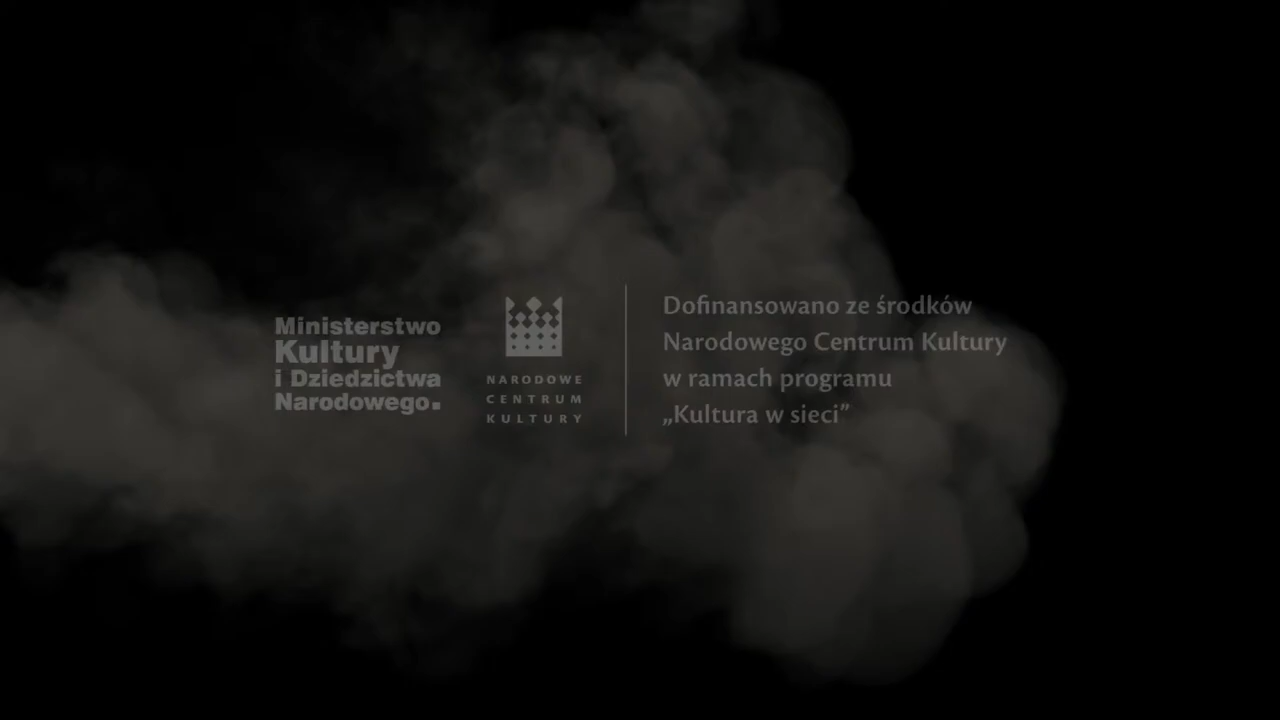 Ministerstwo
Kultury
i Dziedzictwa
Narodowego.
NARODOWE
CENTRUM
KULTURY
Dofinansowano ze środków
Narodowego Centrum Kultury
w ramach programu
„Kultura w sieci”